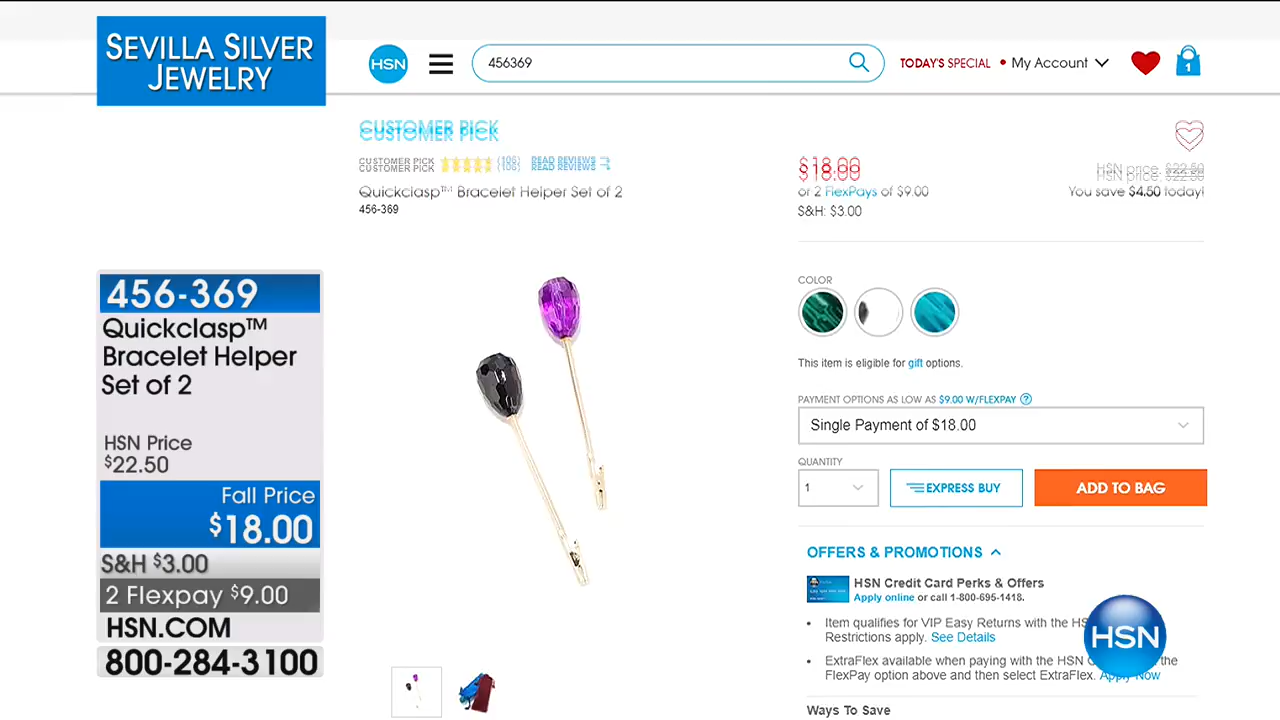 SEVILLA SILVER
JEWELRY
HSN
456369
TODAY'S SPECIAL
My Account
1
CUSTOMER PICK
CUSTOMER PICK
READ REVIEWS
Quickclasp™ Bracelet Helper Set of 2
456-369
$18.00
HSN price: $22.50
or 2 FlexPays of $9.00
You save $4.50 today!
S&H: $3.00
456-369
Quickclasp™
Bracelet Helper
Set of 2
HSN Price
$22.50
Fall Price
$18.00
S&H $3.00
2 Flexpay $9.00
HSN.COM
800-284-3100
COLOR
This item is eligible for gift options.
PAYMENT OPTIONS AS LOW AS $9.00 W/FLEXPAY ?
Single Payment of $18.00
QUANTITY
1
EXPRESS BUY
ADD TO BAG
OFFERS & PROMOTIONS
HSN Credit Card Perks & Offers
Apply online or call 1-800-695-1418.
Item qualifies for VIP Easy Returns with the HS
Restrictions apply. See Details
ExtraFlex available when paying with the HSN C the
FlexPay option above and then select ExtraFlex. Apply Now
HSN
Ways To Save